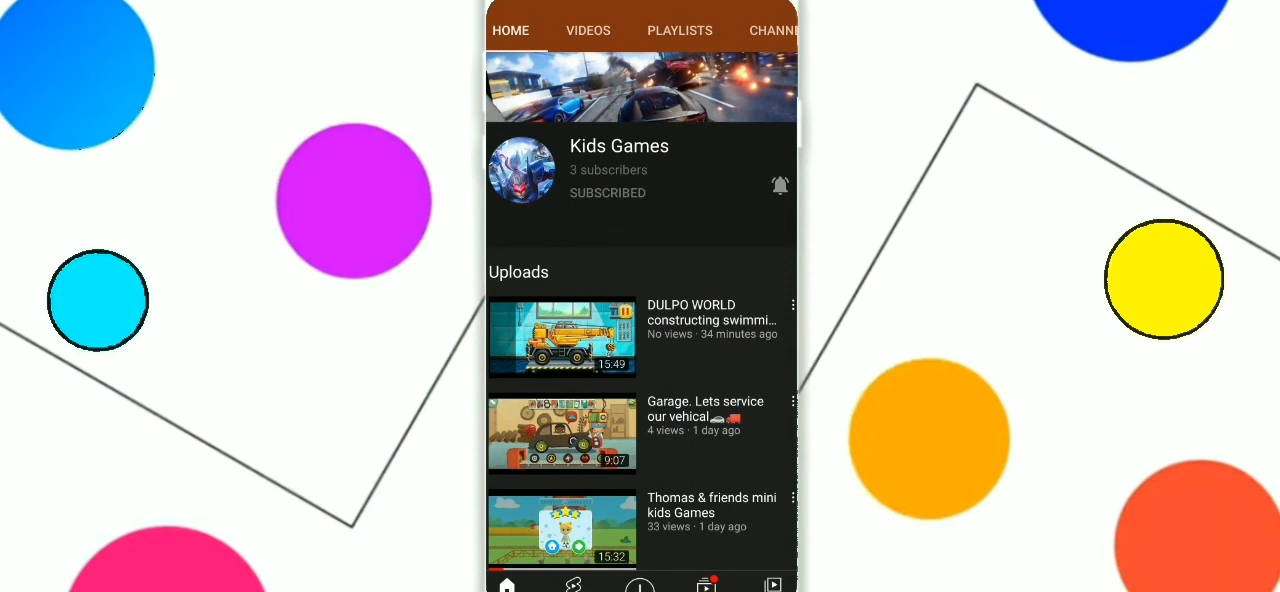 HOME VIDEOS PLAYLISTS CHANNE
Kids Games
3 subscribers
SUBSCRIBED
Uploads
DULPO WORLD
constructing swimmi...
No views · 34 minutes ago
15:49
Garage. Lets service
our vehical🚗🚒
4 views · 1 day ago
9:07
Thomas & friends mini
kids Games
33 views · 1 day ago
15:32